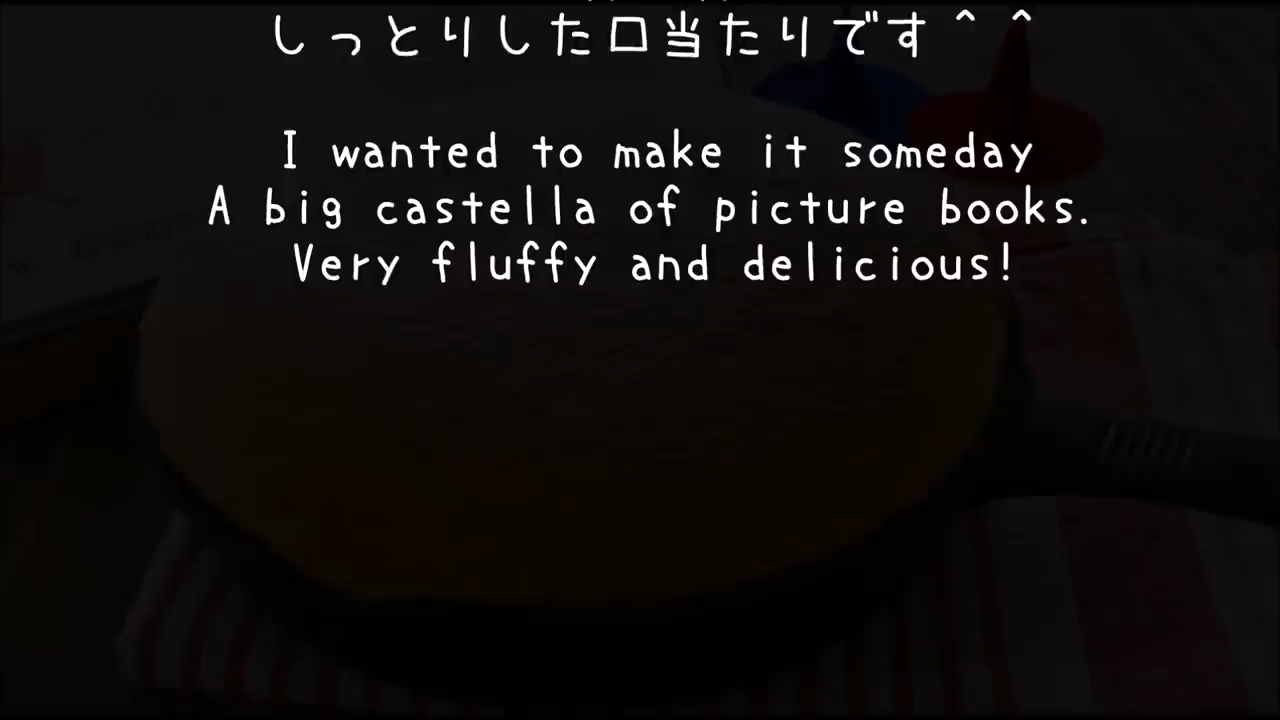 しっとりした口当たりです＾＾
I wanted to make it someday
A big castella of picture books.
Very fluffy and delicious!